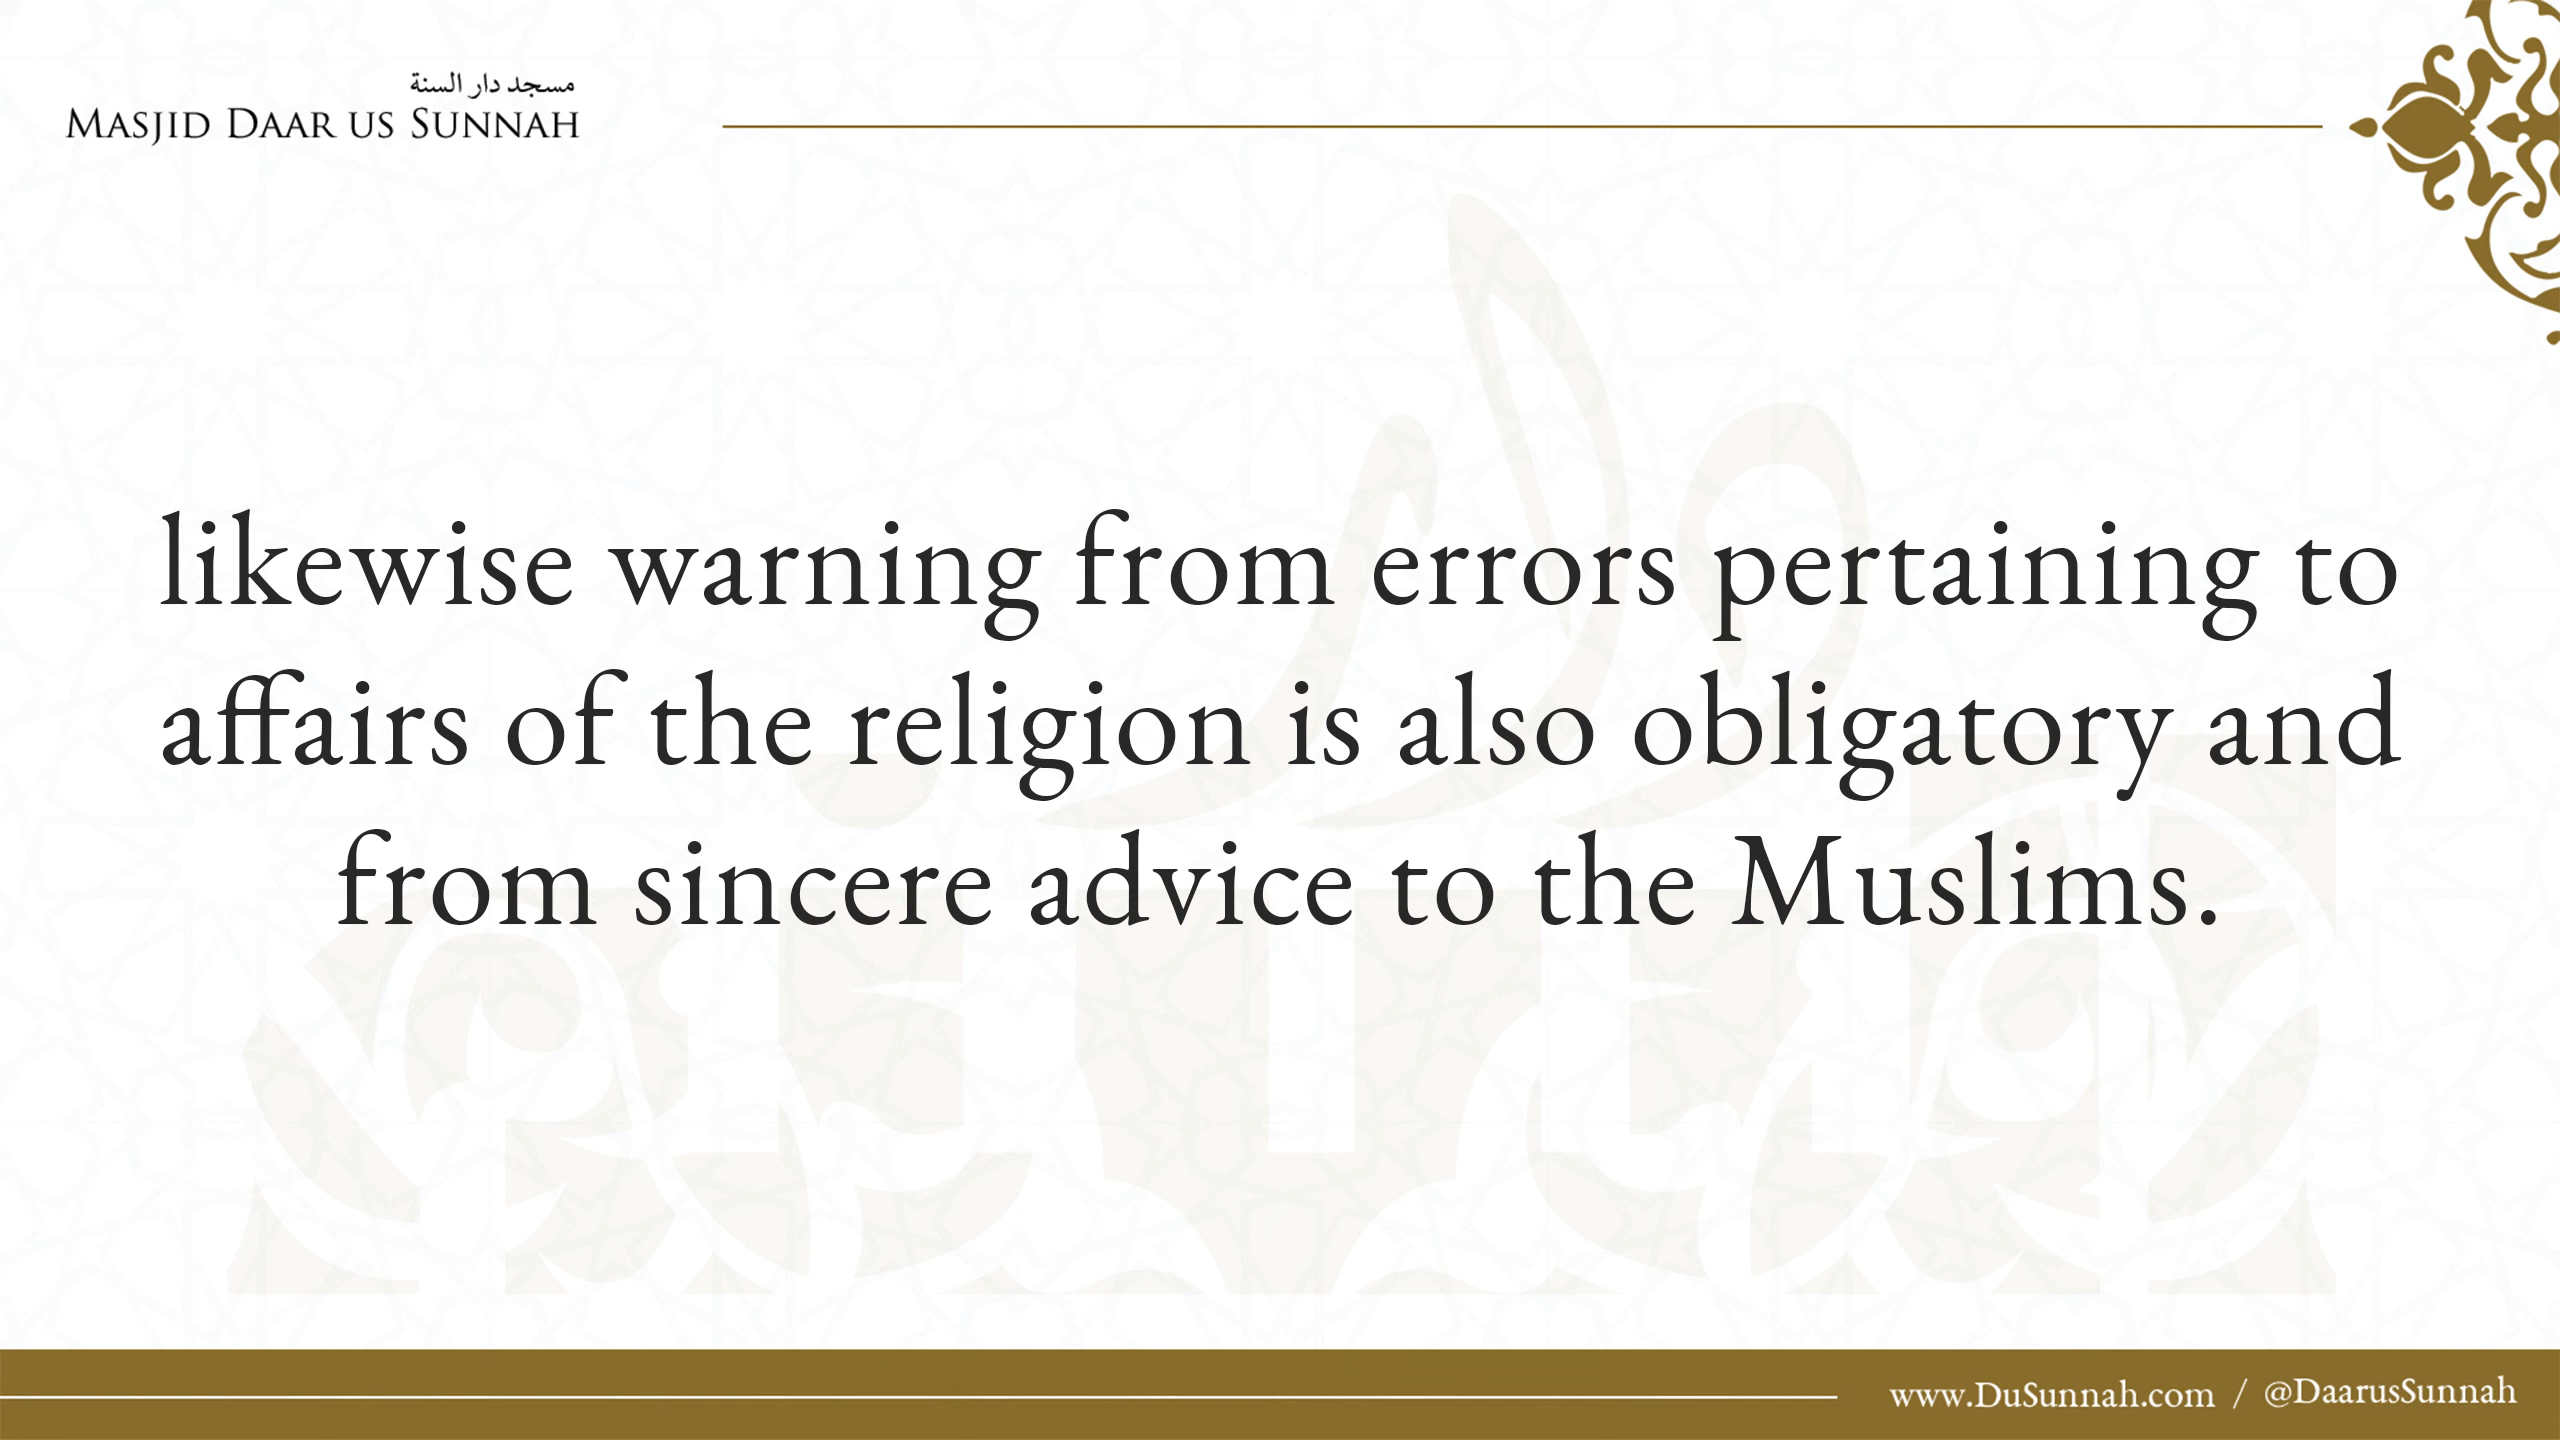 مسجد دار السنة
MASJID DAAR US SUNNAH
likewise warning from errors pertaining to
affairs of the religion is also obligatory and
from sincere advice to the Muslims.
www.DuSunnah.com / @DaarusSunnah